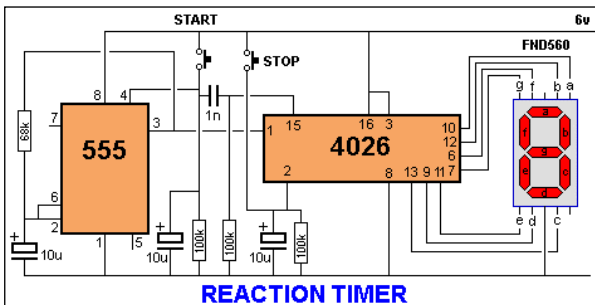 START
6v
FND560
STOP
g f b a
8 4
1n
68k
7
3
555
6
2
1
5
15
16 3
1
4026
10
12
6
7
2
8
13 9 11
a
f b
g
e c
d
e d c
10u
10u
100k
100k
10u
100k
REACTION TIMER